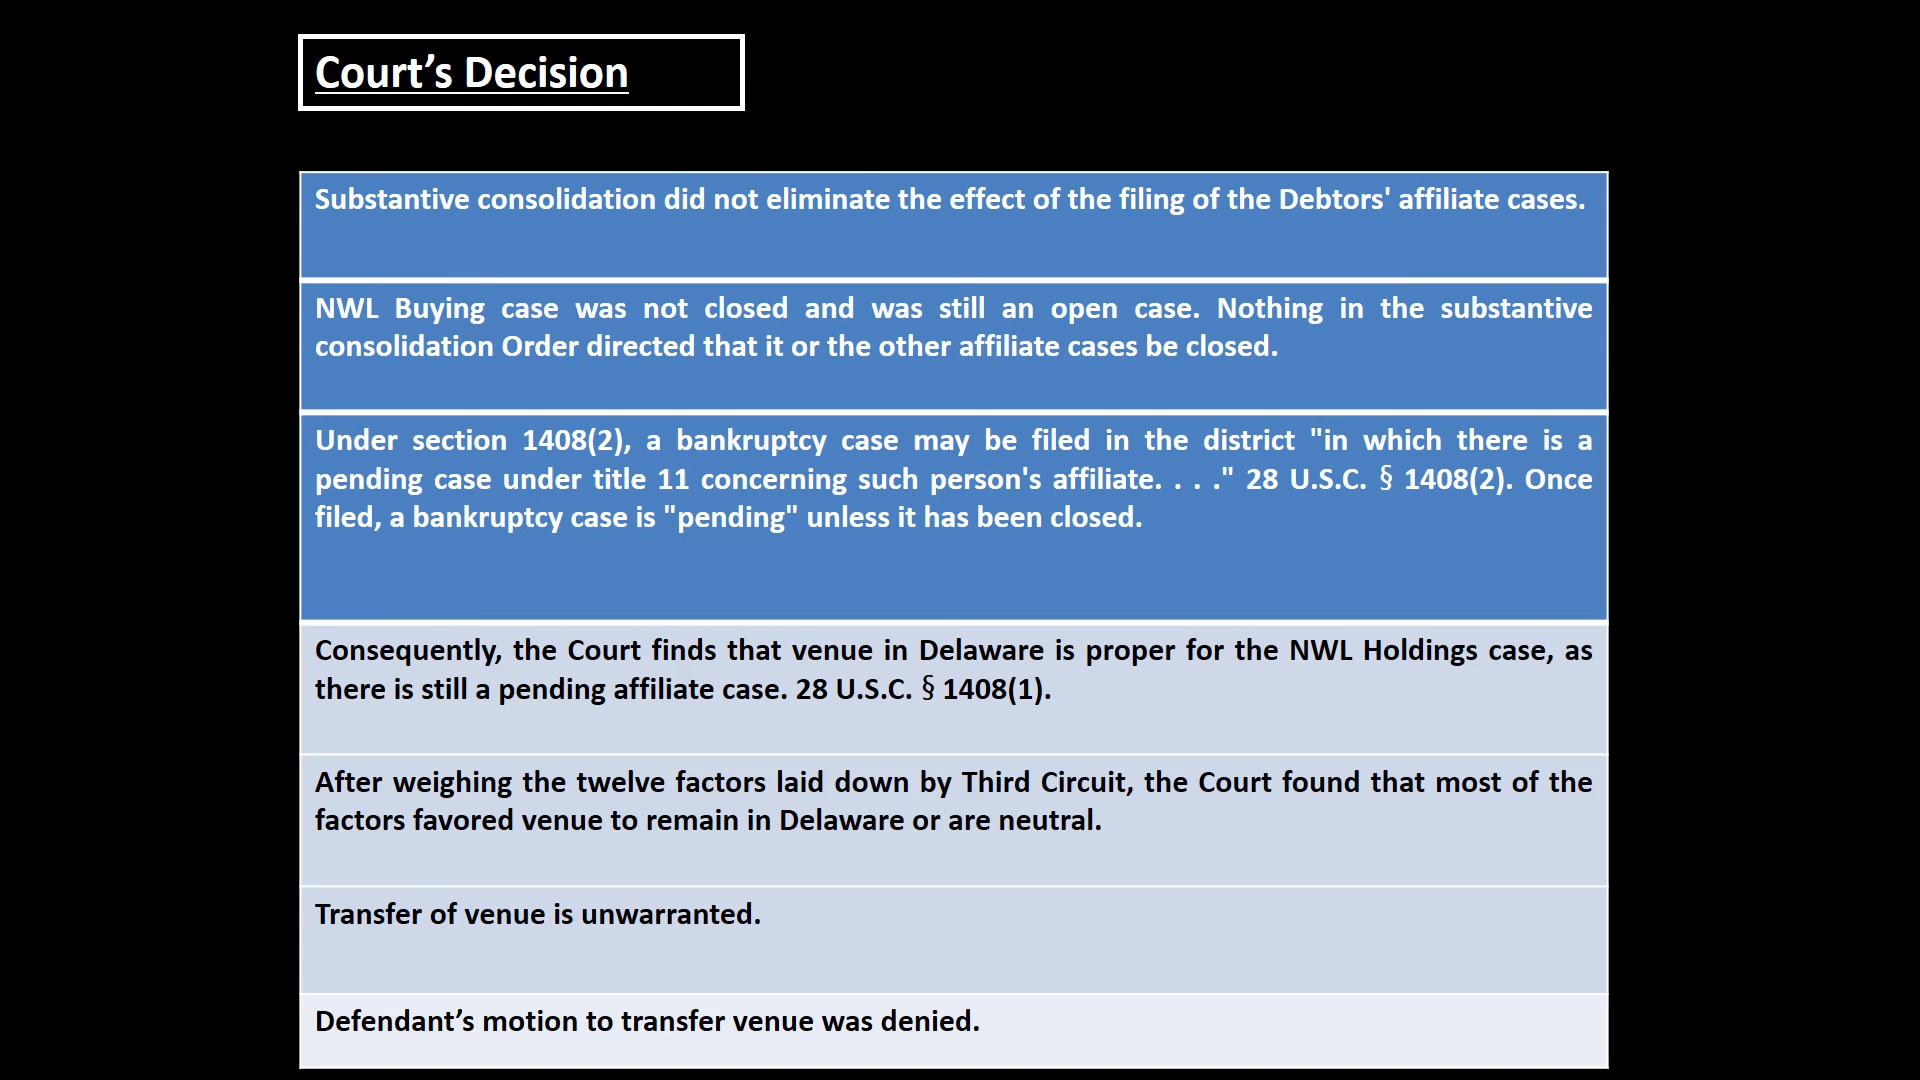 Court’s Decision
Substantive consolidation did not eliminate the effect of the filing of the Debtors' affiliate cases.
NWL Buying case was not closed and was still an open case. Nothing in the substantive
consolidation Order directed that it or the other affiliate cases be closed.
Under section 1408(2), a bankruptcy case may be filed in the district "in which there is a
pending case under title 11 concerning such person's affiliate. . . ." 28 U.S.C. § 1408(2). Once
filed, a bankruptcy case is "pending" unless it has been closed.
Consequently, the Court finds that venue in Delaware is proper for the NWL Holdings case, as
there is still a pending affiliate case. 28 U.S.C. § 1408(1).
After weighing the twelve factors laid down by Third Circuit, the Court found that most of the
factors favored venue to remain in Delaware or are neutral.
Transfer of venue is unwarranted.
Defendant’s motion to transfer venue was denied.